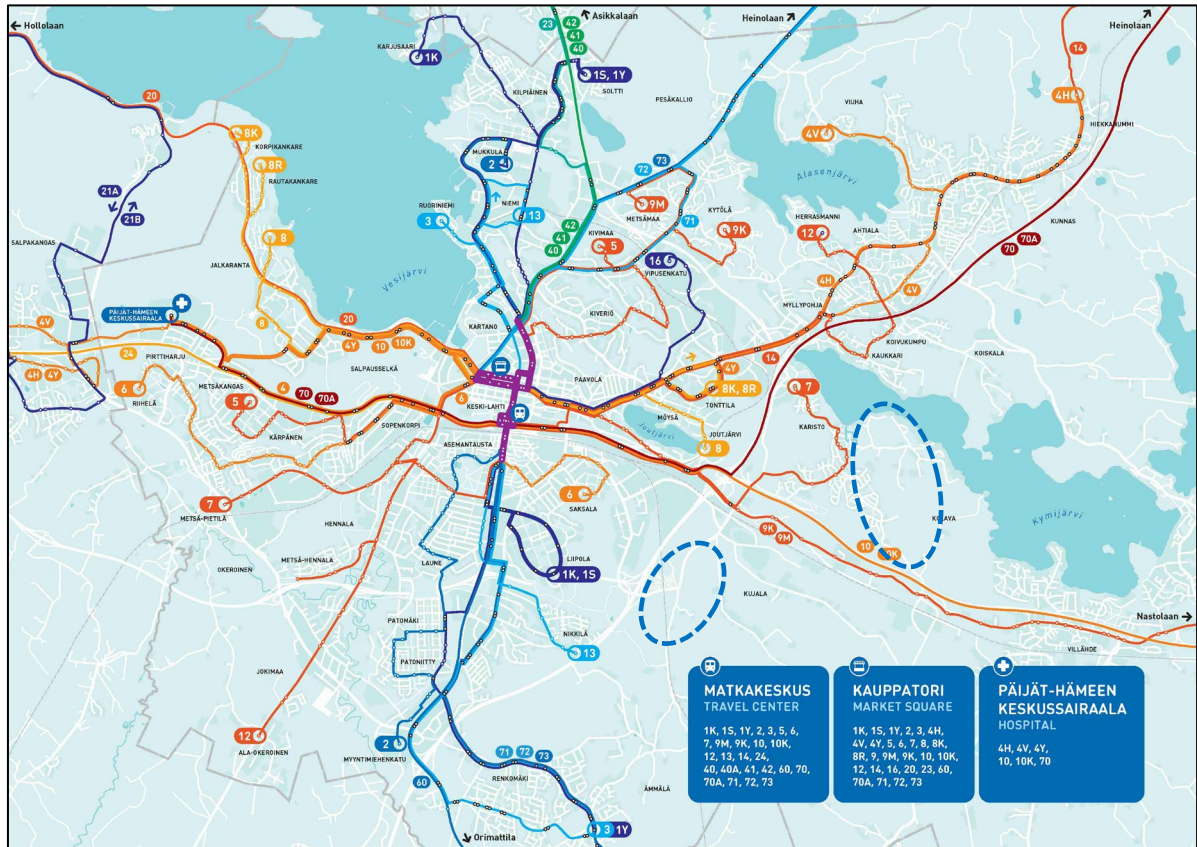 ← Hollolaan
23
42
41
40
Asikkalaan
Heinolaan
Heinolaan
KARJUSAARI
1K
KILPIÄINEN
1S, 1Y
SOLTTI
PESÄKALLIO
14
4H
HIEKKANUMMI
VIUHA
4V
20
8K
KORPIKANKARE
8R
RAUTAKANKARE
MUKKULA
2
72
73
Alasenjärvi
21A
21B
RUORINIEMI
3
NIEMI
13
9M
METSÄMAA
71
KYTÖLÄ
9K
HERRASMANNI
12
AHTIALA
KUNNAS
SALPAKANGAS
8
42
41
40
KIVIMAA
5
70
70A
JALKARANTA
Vesijärvi
16
VIPUSENKATU
4H
4V
PÄIJÄT-HÄMEEN
KESKUSSAIRAALA
MYLLYPOHJA
4V
8
20
4Y
10
10K
KARTANO
KIVERIÖ
KOIVUKUMPU
KAUKKARI
KOISKALA
24
PIRTTIHARJU
4H
4Y
6
RIIHELÄ
METSÄKANGAS
4
70
70A
SALPAUSSELKÄ
6
KESKI-LAHTI
PAAVOLA
14
4Y
8K, 8R
TONTTILA
7
5
KÄRPÄNEN
SOPENKORPI
ASEMANTAUSTA
MÖYSÄ
Joutjärvi
JOUTJÄRVI
8
KARISTO
7
METSÄ-PIETILÄ
HENNALA
6
SAKSALA
Kymijärvi
9K
9M
10
METSÄ-HENNALA
OKEROINEN
LAUNE
LIIPOLA
1K, 1S
KUJALA
Nastolaan
→
PATOMÄKI
PATONIITTY
NIKKILÄ
13
VILLÄHDE
JOKIMAA
12
ALA-OKEROINEN
2
MYYNTIMIEHENKATU
71
72
73
RENKOMÄKI
60
ÄMMÄLÄ
3
1Y
Orimattila
MATKAKESKUS
TRAVEL CENTER
1K, 1S, 1Y, 2, 3, 5, 6,
7, 9M, 9K, 10, 10K,
12, 13, 14, 24,
40, 40A, 41, 42, 60, 70,
70A, 71, 72, 73
KAUPPATORI
MARKET SQUARE
1K, 1S, 1Y, 2, 3, 4H,
4V, 4Y, 5, 6, 7, 8, 8K,
8R, 9, 9M, 9K, 10, 10K,
12, 14, 16, 20, 23, 60,
70A, 71, 72, 73
PÄIJÄT-HÄMEEN
KESKUSSAIRAALA
HOSPITAL
4H, 4V, 4Y,
10, 10K, 70